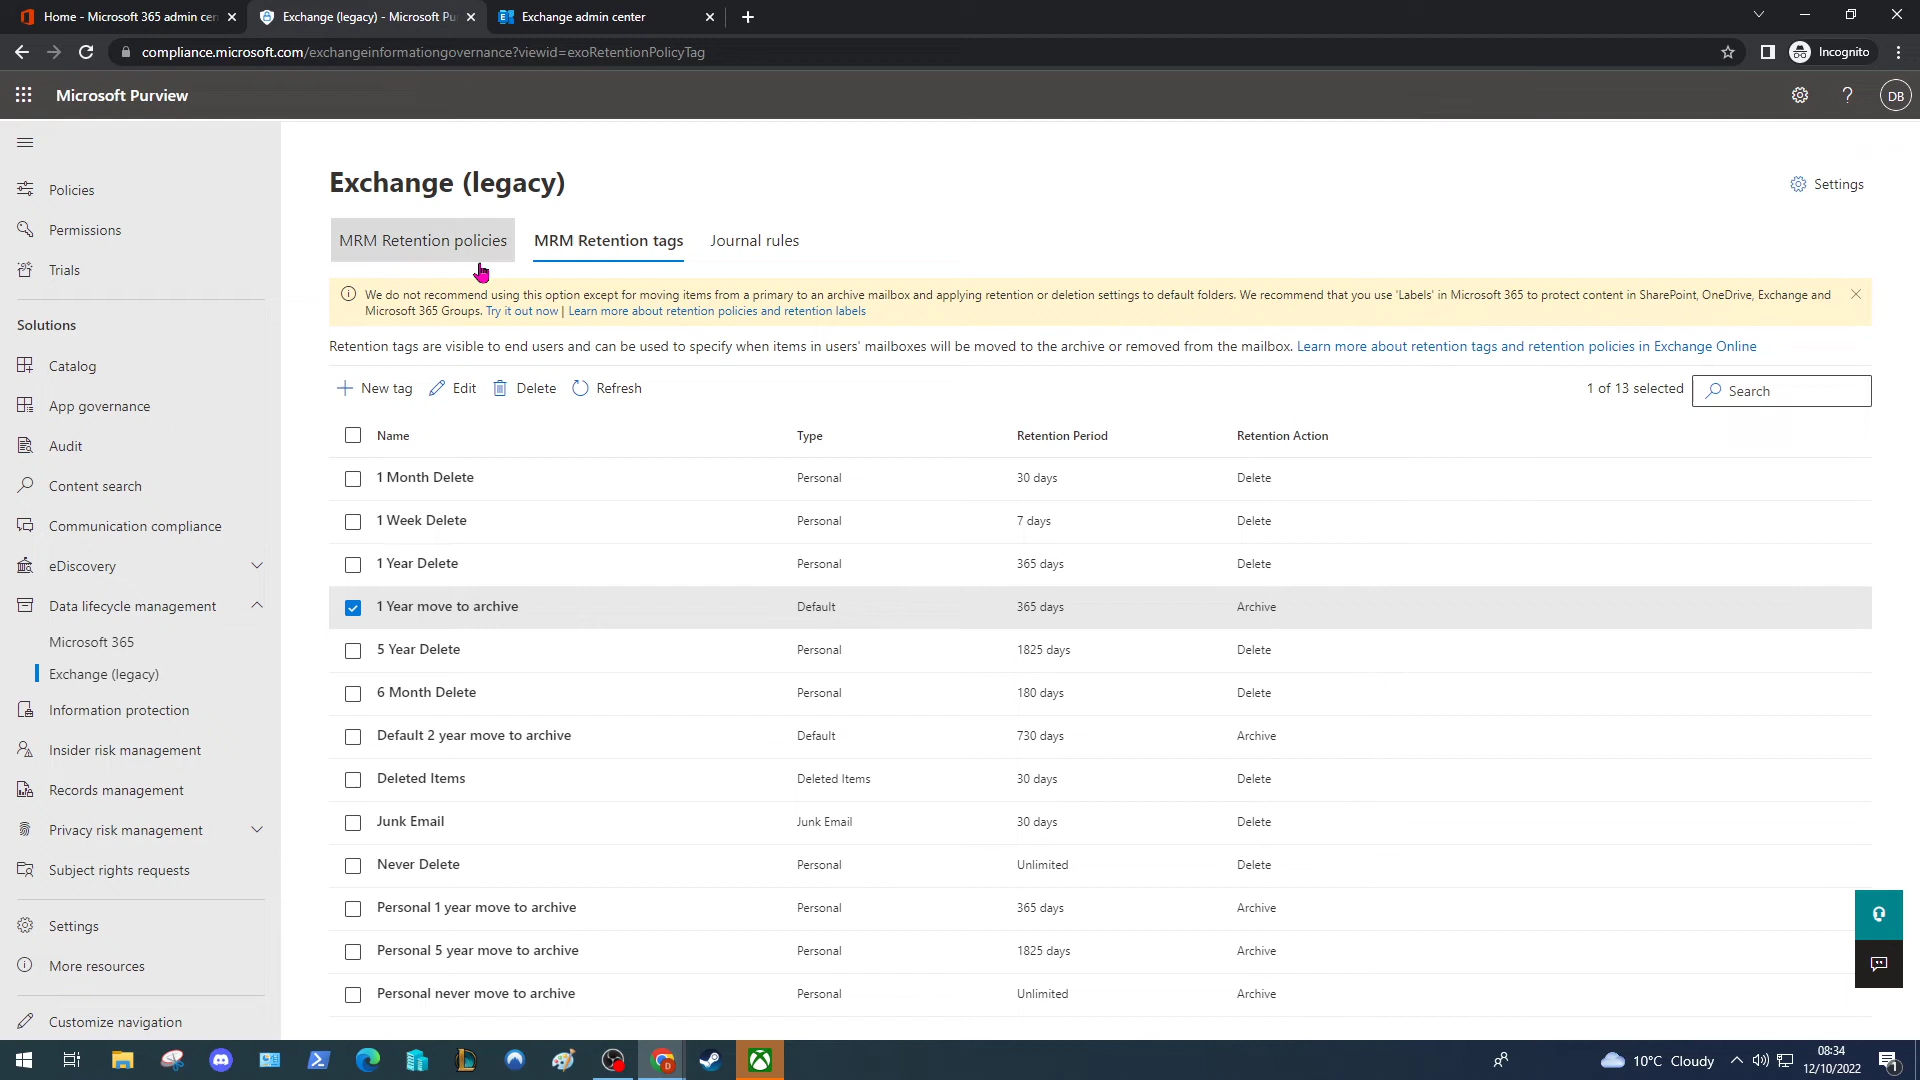 Home - Microsoft 365 admin cen
Exchange (legacy) - Microsoft Pu
Exchange admin center
compliance.microsoft.com/exchangeinformationgovernance?viewid=exoRetentionPolicyTag
Incognito
Microsoft Purview
DB
Policies
Permissions
Trials
Solutions
Catalog
App governance
Audit
Content search
Communication compliance
eDiscovery
Data lifecycle management
Microsoft 365
Exchange (legacy)
Information protection
Insider risk management
Records management
Privacy risk management
Subject rights requests
Settings
More resources
Customize navigation
Exchange (legacy)
Settings
MRM Retention policies
MRM Retention tags
Journal rules
We do not recommend using this option except for moving items from a primary to an archive mailbox and applying retention or deletion settings to default folders. We recommend that you use 'Labels' in Microsoft 365 to protect content in SharePoint, OneDrive, Exchange and
Microsoft 365 Groups. Try it out now | Learn more about retention policies and retention labels
Retention tags are visible to end users and can be used to specify when items in users' mailboxes will be moved to the archive or removed from the mailbox. Learn more about retention tags and retention policies in Exchange Online
New tag Edit Delete Refresh 1 of 13 selected Search
Name Type Retention Period Retention Action
1 Month Delete Personal 30 days Delete
1 Week Delete Personal 7 days Delete
1 Year Delete Personal 365 days Delete
1 Year move to archive Default 365 days Archive
5 Year Delete Personal 1825 days Delete
6 Month Delete Personal 180 days Delete
Default 2 year move to archive Default 730 days Archive
Deleted Items Deleted Items 30 days Delete
Junk Email Junk Email 30 days Delete
Never Delete Personal Unlimited Delete
Personal 1 year move to archive Personal 365 days Archive
Personal 5 year move to archive Personal 1825 days Archive
Personal never move to archive Personal Unlimited Archive
10°C Cloudy
08:34
12/10/2022
1